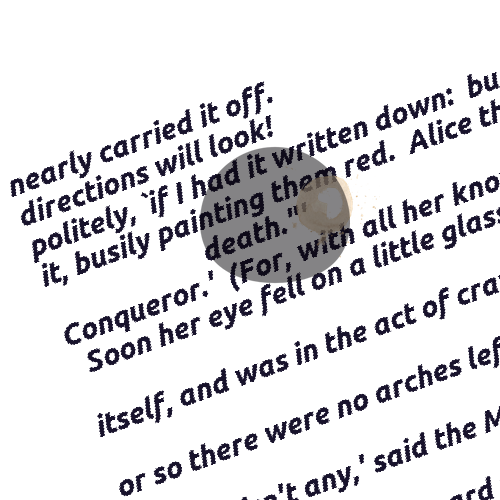 nearly carried it off.
directions will look!
politely, `if I had it written down: bu
it, busily painting them red. Alice th
death."'
Conqueror.' (For, with all her kno
Soon her eye fell on a little glass
itself, and was in the act of cra
or so there were no arches lef
n't any,' said the M
ard